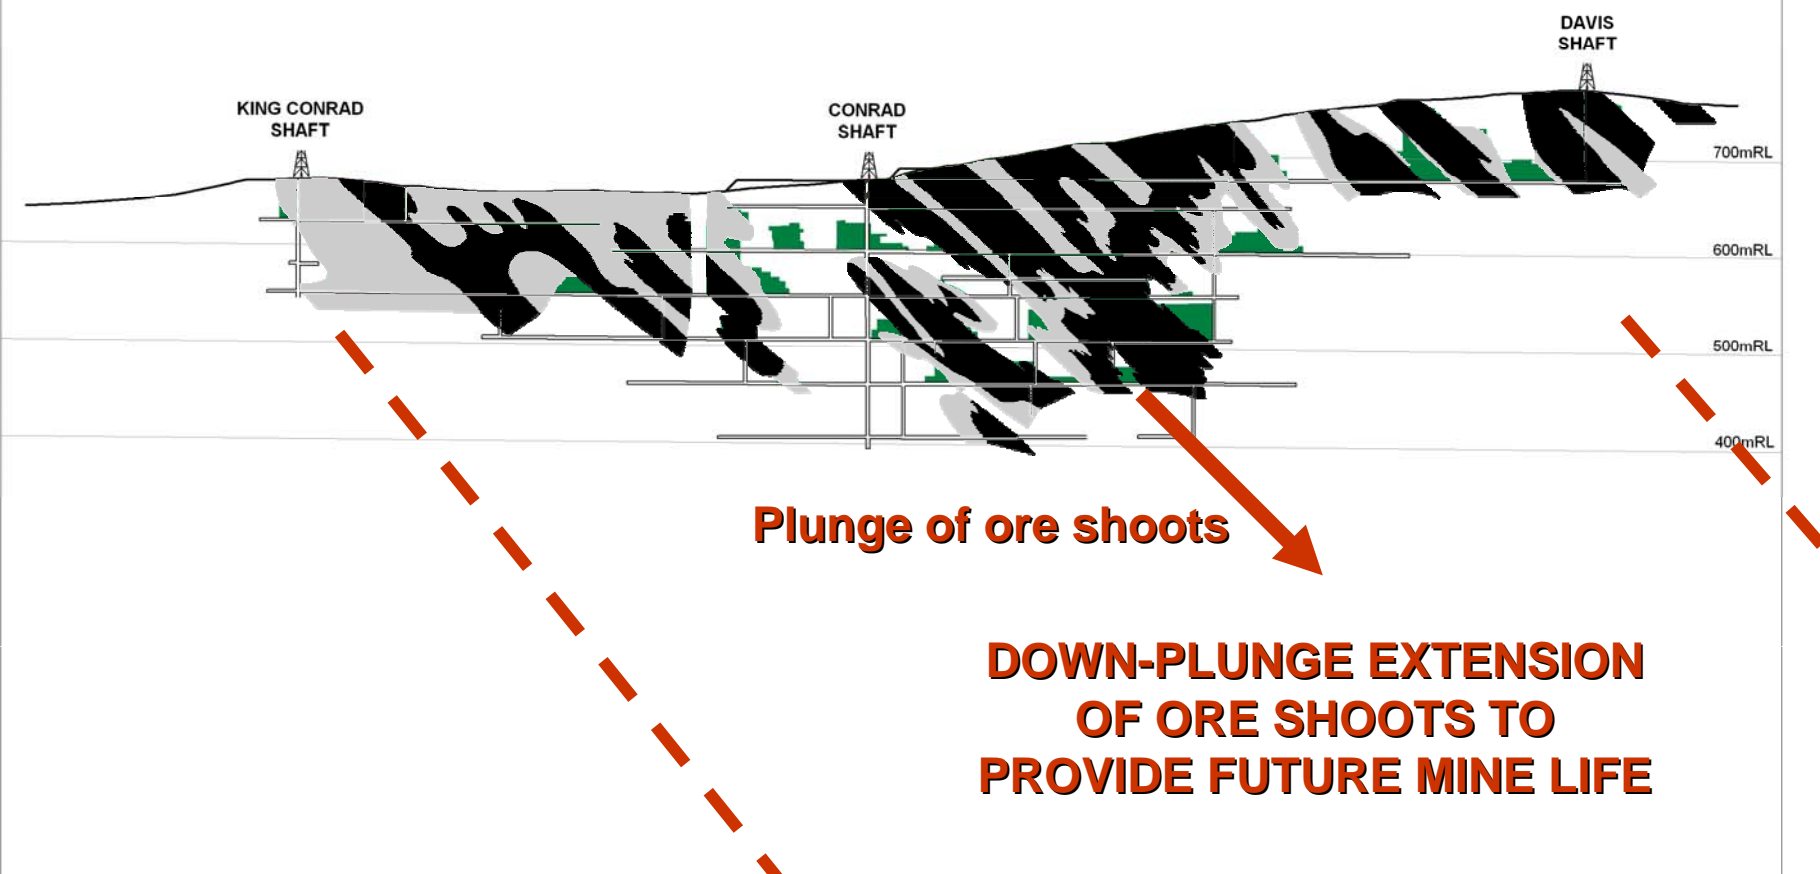 DAVIS
SHAFT
KING CONRAD
SHAFT
CONRAD
SHAFT
700mRL
600mRL
500mRL
400mRL
Plunge of ore shoots
DOWN-PLUNGE EXTENSION
OF ORE SHOOTS TO
PROVIDE FUTURE MINE LIFE